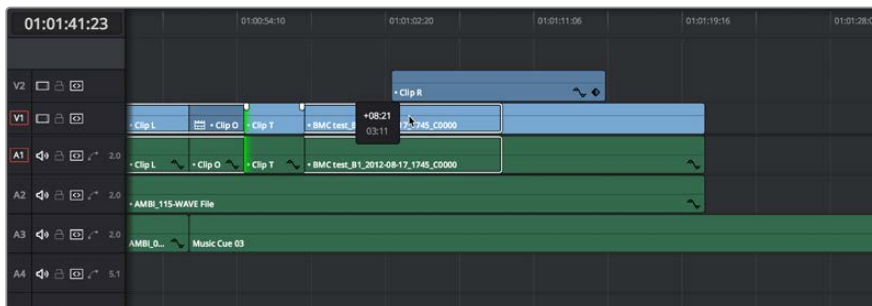 01:01:41:23
01:00:54:10
01:01:02:20
01:01:11:06
01:01:19:16
01:01:28:0
V2
• Clip R
V1
• Clip L
• Clip O
• Clip T
• BMC test_B
17_1745_C0000
+08:21
03:11
A1
2.0
• Clip L
• Clip O
• Clip T
• BMC test_B1_2012-08-17_1745_C0000
A2
2.0
• AMBI_115-WAVE File
A3
2.0
AMBI_0...
Music Cue 03
A4
5.1